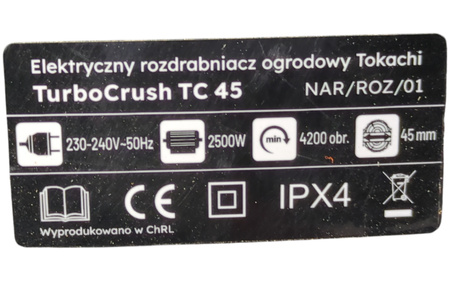 Elektryczny rozdrabniacz ogrodowy Tokachi
TurboCrush TC 45 NAR/ROZ/01
230-240V~50Hz 2500W min 4200 obr. 45 mm
CE IPX4
Wyprodukowano w ChRL